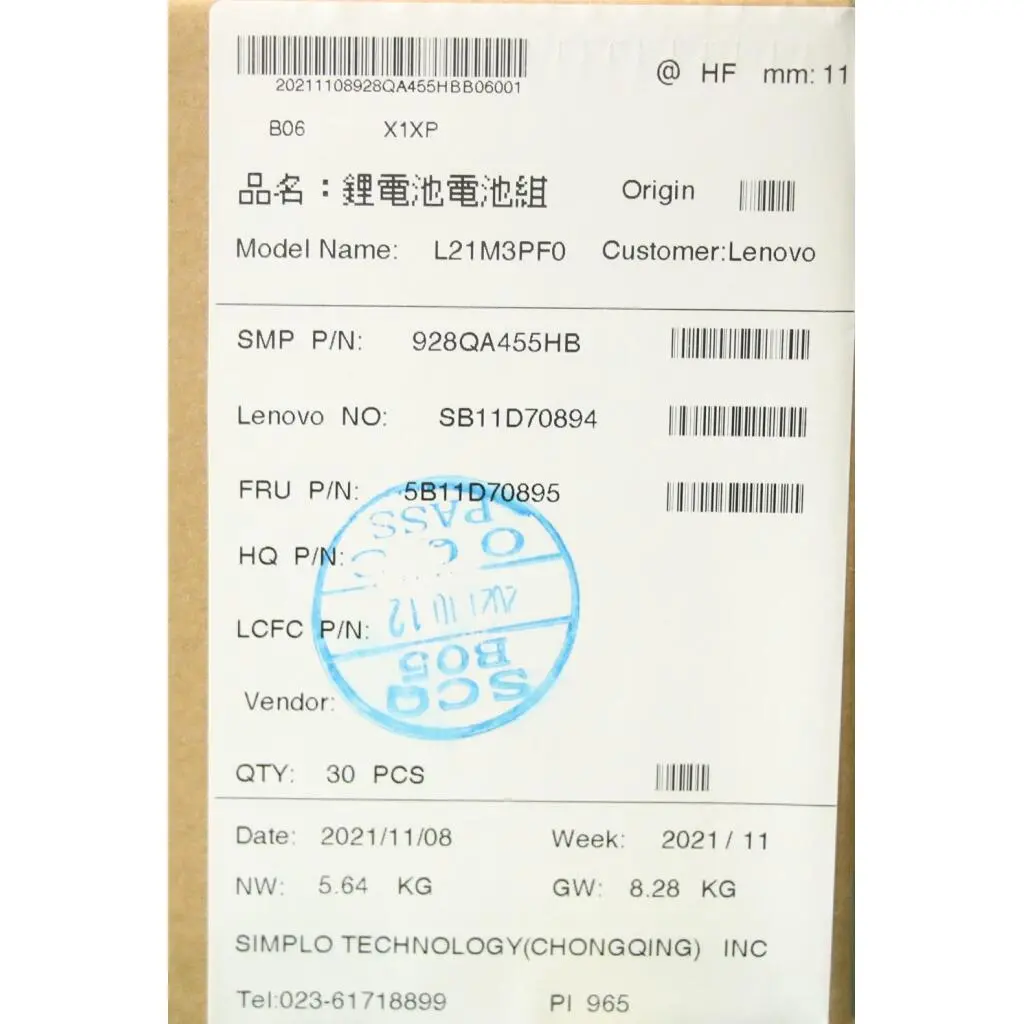 20211108928QA455HBB06001
@ HF mm: 11
B06 X1XP
品名：鋰電池電池組 Origin
Model Name: L21M3PF0 Customer:Lenovo
SMP P/N: 928QA455HB
Lenovo NO: SB11D70894
FRU P/N: 5B11D70895
PASS
HQ P/N:
LCFC P/N:
B05
SCQ
Vendor:
QTY: 30 PCS
Date: 2021/11/08 Week: 2021/ 11
NW: 5.64 KG GW: 8.28 KG
SIMPLO TECHNOLOGY(CHONGQING) INC
Tel:023-61718899 PI 965